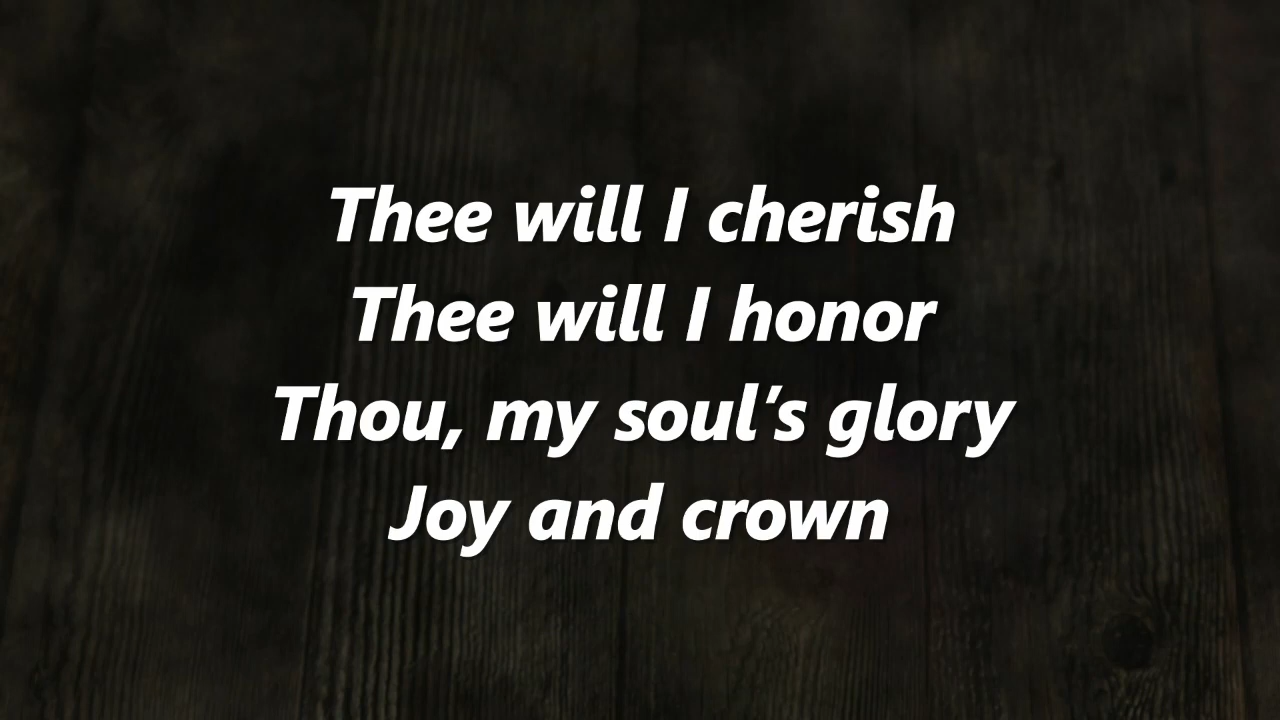 Thee will I cherish
Thee will I honor
Thou, my soul’s glory
Joy and crown